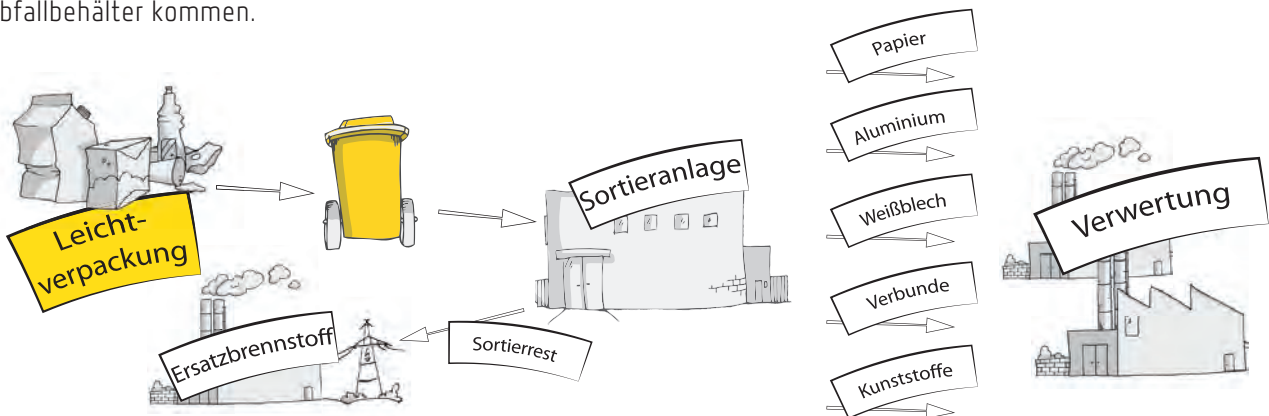 bfallbehälter kommen.
Leicht-
verpackung
Sortieranlage
Ersatzbrennstoff
Sortierrest
Papier
Aluminium
Weißblech
Verbunde
Kunststoffe
Verwertung